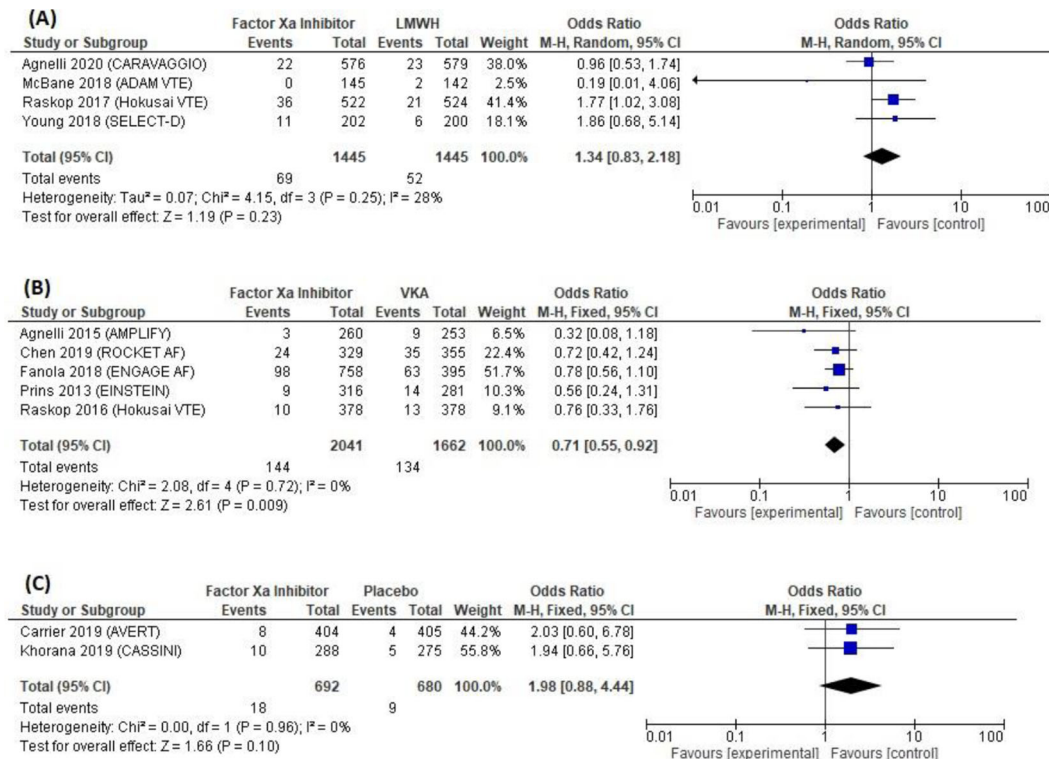 (A)
Factor Xa Inhibitor LMWH Odds Ratio Odds Ratio
Study or Subgroup Events Total Events Total Weight M-H, Random, 95% CI M-H, Random, 95% CI
Agnelli 2020 (CARAVAGGIO) 22 576 23 579 38.0% 0.96 [0.53, 1.74]
McBane 2018 (ADAM VTE) 0 145 2 142 2.5% 0.19 [0.01, 4.06]
Raskop 2017 (Hokusai VTE) 36 522 21 524 41.4% 1.77 [1.02, 3.08]
Young 2018 (SELECT-D) 11 202 6 200 18.1% 1.86 [0.68, 5.14]
Total (95% CI) 1445 1445 100.0% 1.34 [0.83, 2.18]
Total events 69 52
Heterogeneity: Tau² = 0.07; Chi² = 4.15, df = 3 (P = 0.25); I² = 28%
Test for overall effect: Z = 1.19 (P = 0.23)
0.01 0.1 1 10 100
Favours [experimental] Favours [control]
(B)
Factor Xa Inhibitor VKA Odds Ratio Odds Ratio
Study or Subgroup Events Total Events Total Weight M-H, Fixed, 95% CI M-H, Fixed, 95% CI
Agnelli 2015 (AMPLIFY) 3 260 9 253 6.5% 0.32 [0.08, 1.18]
Chen 2019 (ROCKET AF) 24 329 35 355 22.4% 0.72 [0.42, 1.24]
Fanola 2018 (ENGAGE AF) 98 758 63 395 51.7% 0.78 [0.56, 1.10]
Prins 2013 (EINSTEIN) 9 316 14 281 10.3% 0.56 [0.24, 1.31]
Raskop 2016 (Hokusai VTE) 10 378 13 378 9.1% 0.76 [0.33, 1.76]
Total (95% CI) 2041 1662 100.0% 0.71 [0.55, 0.92]
Total events 144 134
Heterogeneity: Chi² = 2.08, df = 4 (P = 0.72); I² = 0%
Test for overall effect: Z = 2.61 (P = 0.009)
0.01 0.1 1 10 100
Favours [experimental] Favours [control]
(C)
Factor Xa Inhibitor Placebo Odds Ratio Odds Ratio
Study or Subgroup Events Total Events Total Weight M-H, Fixed, 95% CI M-H, Fixed, 95% CI
Carrier 2019 (AVERT) 8 404 4 405 44.2% 2.03 [0.60, 6.78]
Khorana 2019 (CASSINI) 10 288 5 275 55.8% 1.94 [0.66, 5.76]
Total (95% CI) 692 680 100.0% 1.98 [0.88, 4.44]
Total events 18 9
Heterogeneity: Chi² = 0.00, df = 1 (P = 0.96); I² = 0%
Test for overall effect: Z = 1.66 (P = 0.10)
0.01 0.1 1 10 100
Favours [experimental] Favours [control]